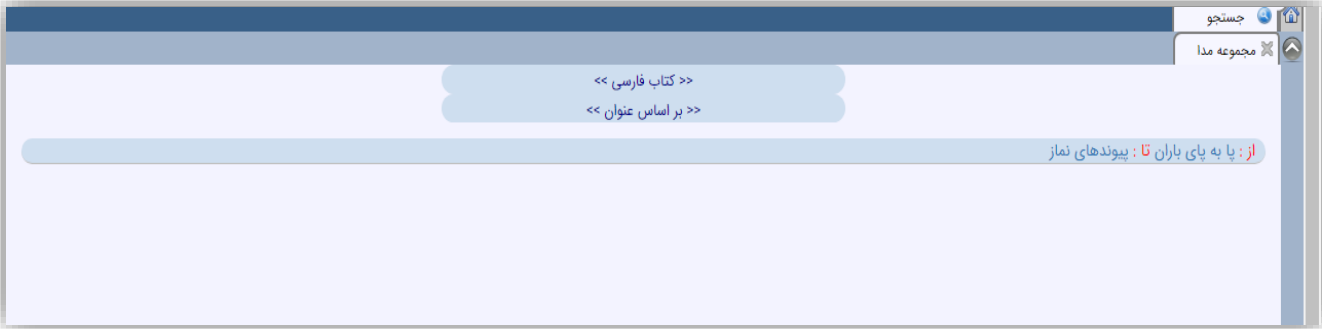 جستجو
مجموعه مدا
<< کتاب فارسی >>
<< بر اساس عنوان >>
از : پا به پای باران تا : پیوندهای نماز